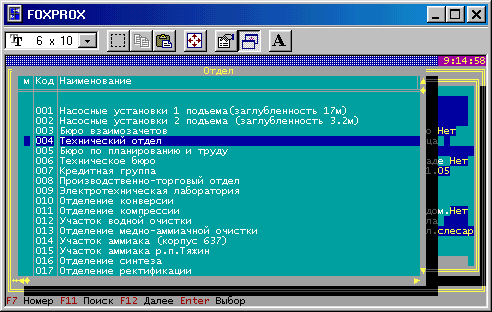 FOXPROX
6 x 10
A
9:14:58
Отдел
м Код Наименование
001 Насосные установки 1 подъема(заглубленность 17м)
002 Насосные установки 2 подъема (заглубленность 3.2м)
003 Бюро взаимозачетов
Нет
004 Технический отдел
005 Бюро по планированию и труду
006 Техническое бюро
Нет
007 Кредитная группа
.05
008 Производственно-торговый отдел
009 Электротехническая лаборатория
010 Отделение конверсии
011 Отделение компрессии
дом.Нет
012 Участок водной очистки
013 Отделение медно-аммиачной очистки
.слесар
014 Участок аммиака (корпус 637)
015 Участок аммиака р.п.Тяжин
016 Отделение синтеза
017 Отделение ректификации
F7 Номер F11 Поиск F12 Далее Enter Выбор